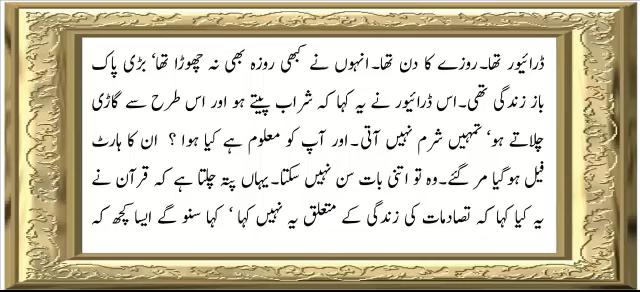 ڈرائیور تھا۔روزے کا دن تھا۔انہوں نے کبھی روزہ بھی نہ چھوڑا تھا‘ بڑی پاک
باز زندگی تھی۔اس ڈرائیور نے یہ کہا کہ شراب پیتے ہو اور اس طرح سے گاڑی
چلاتے ہو‘ تمہیں شرم نہیں آتی۔اور آپ کو معلوم ہے کیا ہوا ؟ ان کا ہارٹ
فیل ہو گیا مر گئے۔وہ تو اتنی بات سن نہیں سکتا۔یہاں پتہ چلتا ہے کہ قرآن نے
یہ کیا کہا کہ تصادمات کی زندگی کے متعلق یہ نہیں کہا ‘ کہا سنو گے ایسا کچھ کہ